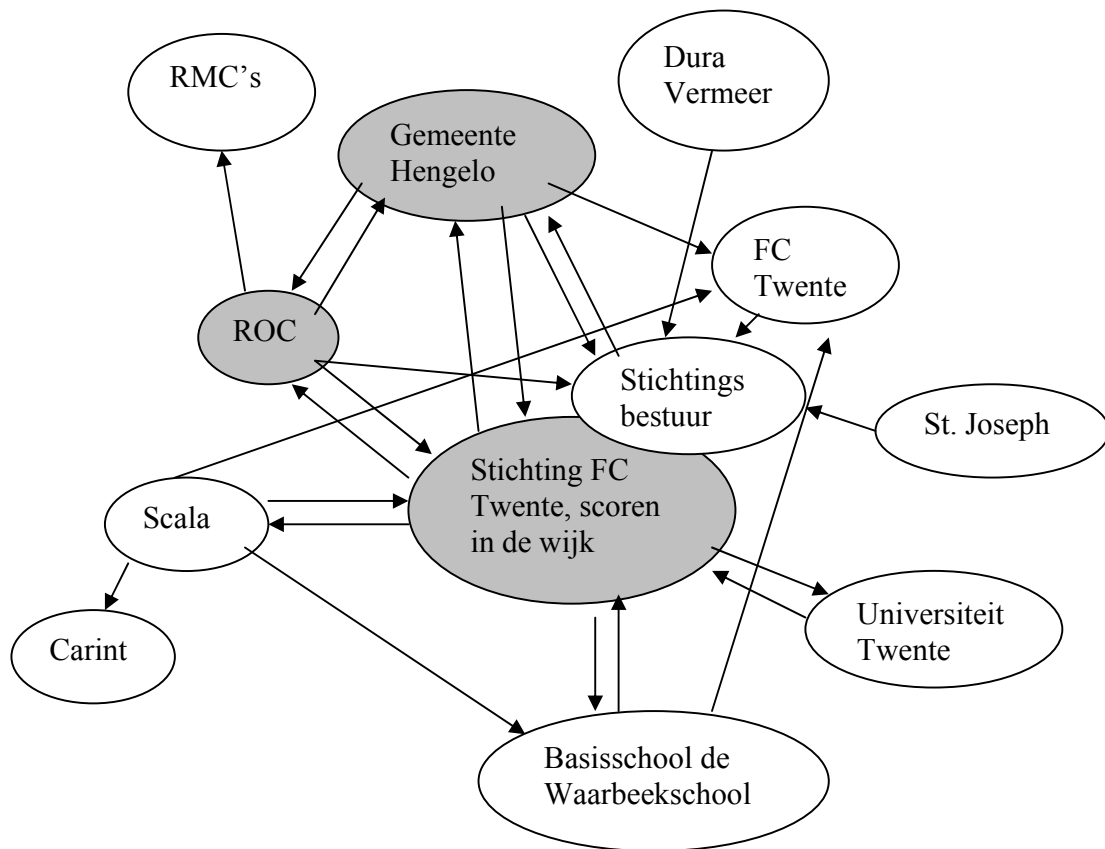 RMC's
Dura
Vermeer
Gemeente
Hengelo
FC
Twente
ROC
Stichtings
bestuur
St. Joseph
Stichting FC
Twente, scoren
in de wijk
Scala
Universiteit
Twente
Carint
Basisschool de
Waarbeekschool